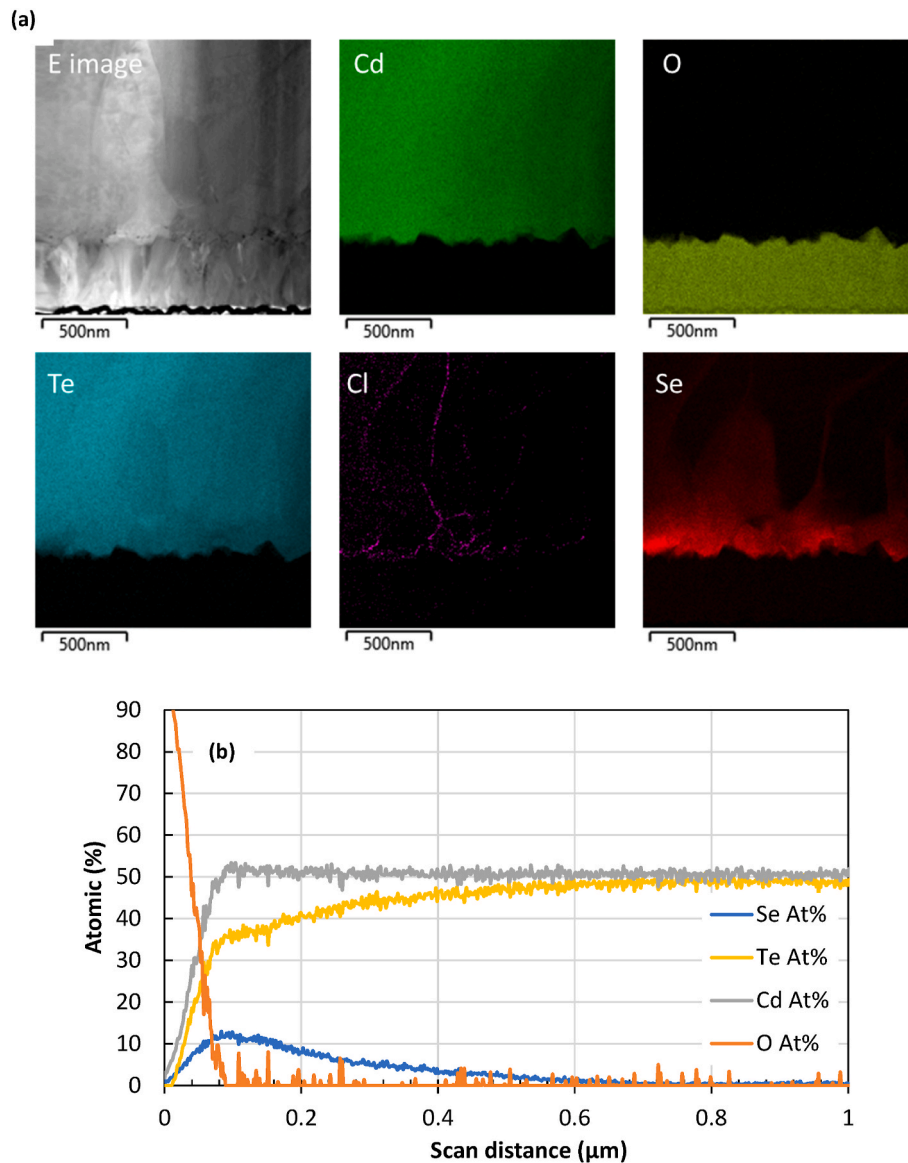 (a)
E image
Cd
O
500nm
500nm
500nm
Te
Cl
Se
500nm
500nm
500nm
90
80
70
60
50
40
30
20
10
0
Atomic (%)
(b)
Se At%
Te At%
Cd At%
O At%
0
0.2
0.4
0.6
0.8
1
Scan distance (µm)